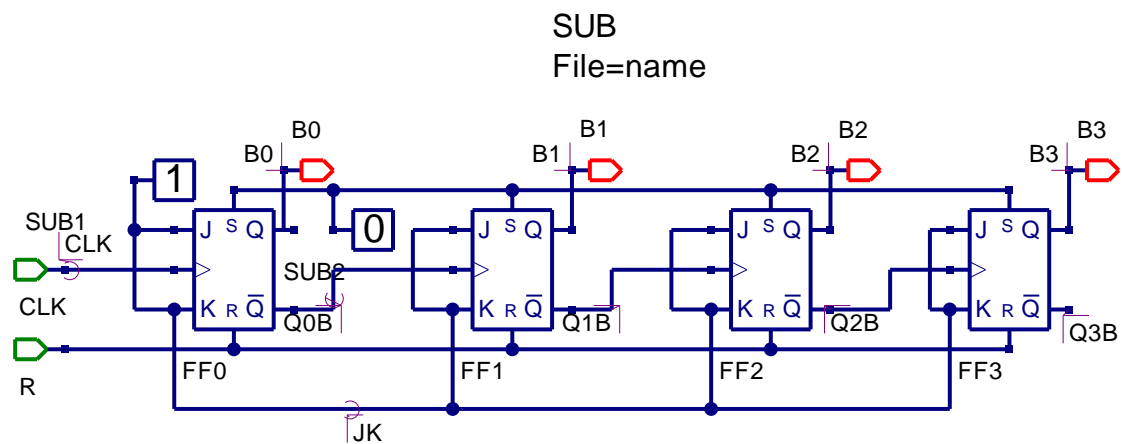 SUB
File=name
B0
B1
B2
B3
B0
B1
B2
B3
1
0
SUB1
CLK
CLK
R
J S Q
K R Q̅
SUB2
Q0B
FF0
J S Q
K R Q̅
Q1B
FF1
J S Q
K R Q̅
Q2B
FF2
J S Q
K R Q̅
Q3B
FF3
JK